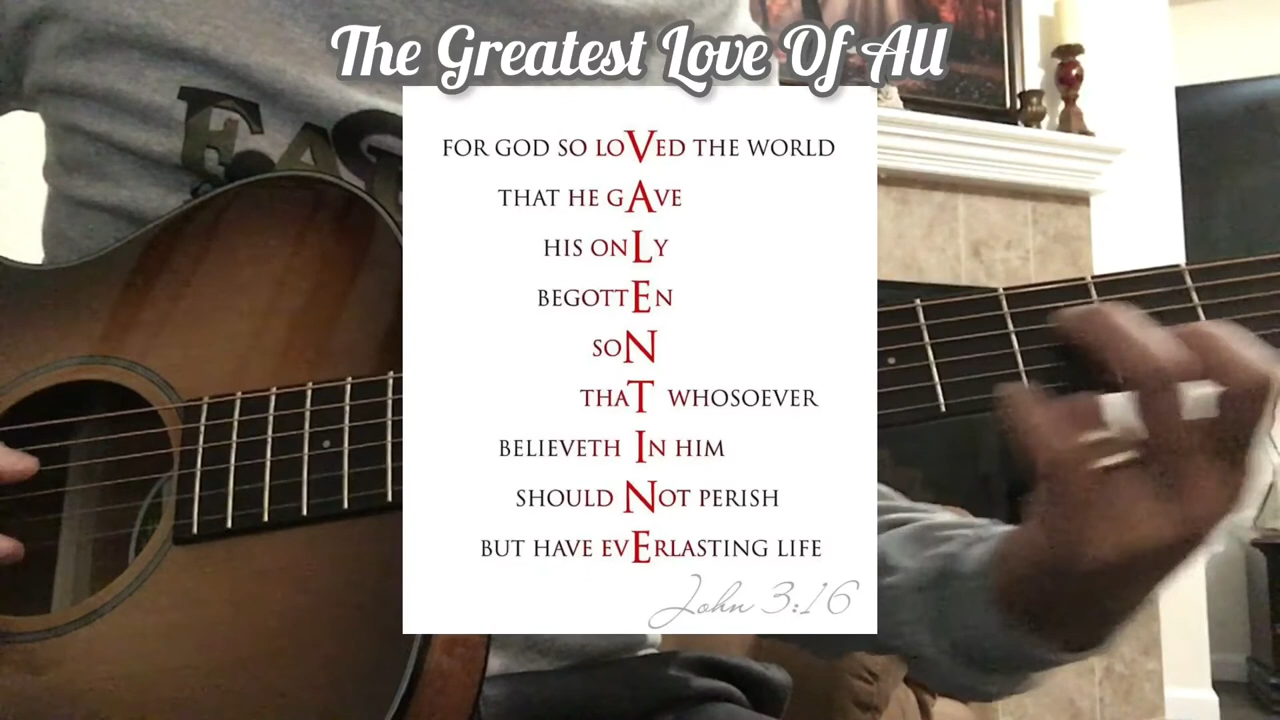 The Greatest Love Of All
FOR GOD SO LOVED THE WORLD
THAT HE GAVE
HIS ONLY
BEGOTTEN
SON
THAT WHOSOEVER
BELIEVETH IN HIM
SHOULD NOT PERISH
BUT HAVE EVERLASTING LIFE
John 3:16